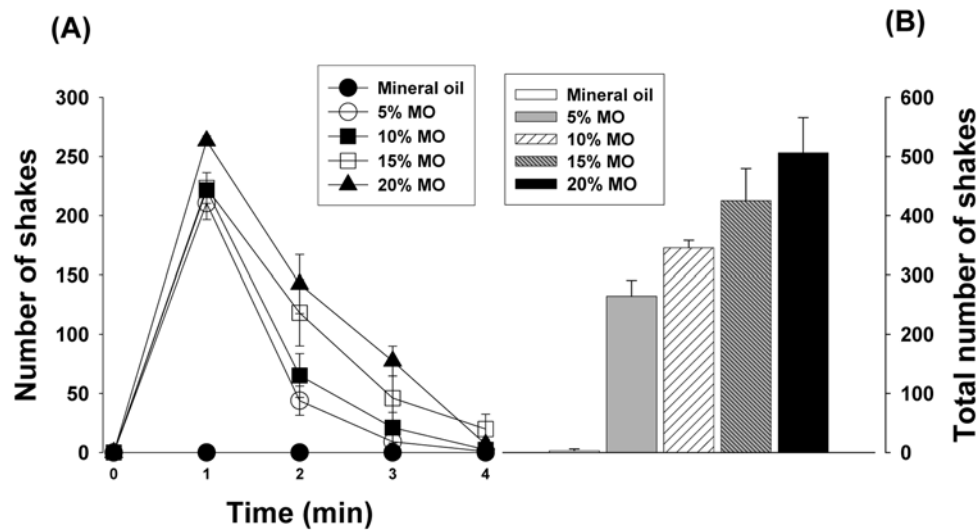 (A)
(B)
Number of shakes
300
250
200
150
100
50
0
0
1
2
3
4
Time (min)
Mineral oil
5% MO
10% MO
15% MO
20% MO
Mineral oil
5% MO
10% MO
15% MO
20% MO
600
500
400
300
200
100
0
Total number of shakes